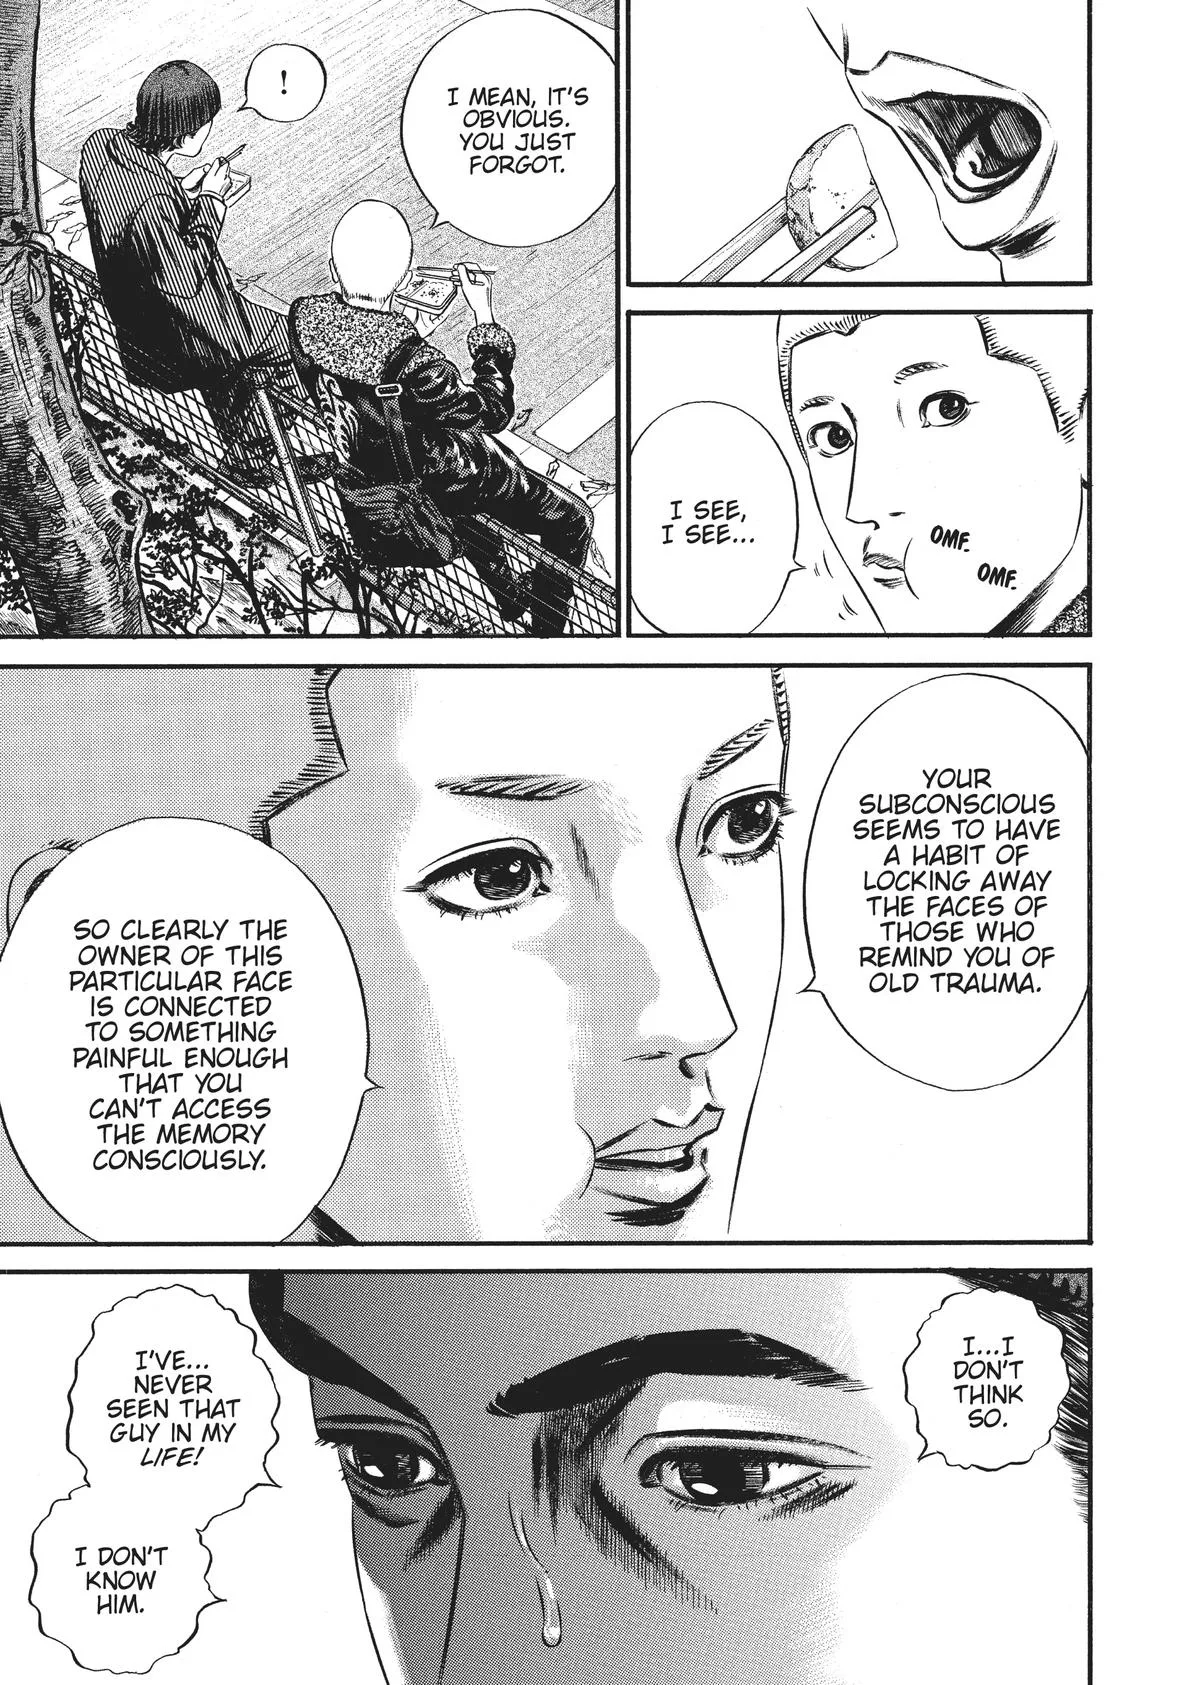 OMF.
OMF.
I SEE,
I SEE...
I MEAN, IT'S
OBVIOUS.
YOU JUST
FORGOT.
!
YOUR
SUBCONSCIOUS
SEEMS TO HAVE
A HABIT OF
LOCKING AWAY
THE FACES OF
THOSE WHO
REMIND YOU OF
OLD TRAUMA.
SO CLEARLY THE
OWNER OF THIS
PARTICULAR FACE
IS CONNECTED
TO SOMETHING
PAINFUL ENOUGH
THAT YOU
CAN'T ACCESS
THE MEMORY
CONSCIOUSLY.
I...I
DON'T
THINK
SO.
I'VE...
NEVER
SEEN THAT
GUY IN MY
LIFE!
I DON'T
KNOW
HIM.